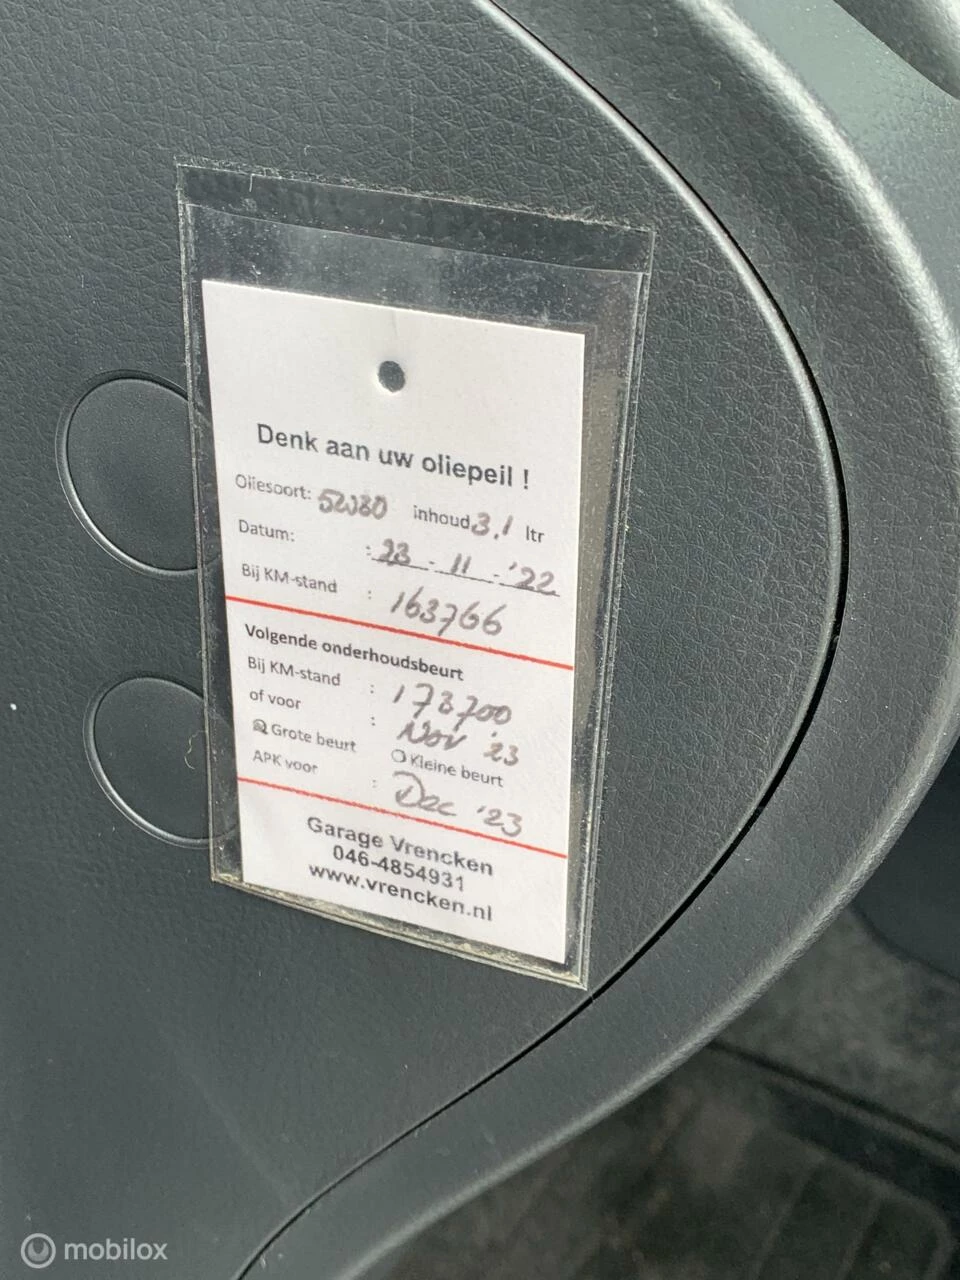 Denk aan uw oliepeil !
Oliesoort: 5W30 inhoud 3,1 ltr
Datum: : 23 - 11 - '22
Bij KM-stand : 163766
Volgende onderhoudsbeurt
Bij KM-stand : 173700
of voor : Nov '23
Grote beurt Kleine beurt
APK voor : Dec '23
Garage Vrencken
046-4854931
www.vrencken.nl
mobilox